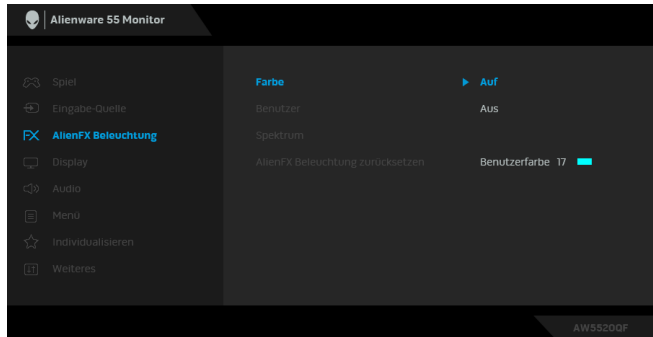 Alienware 55 Monitor
Spiel
Farbe
Auf
Eingabe-Quelle
Benutzer
Aus
FX AlienFX Beleuchtung
Spektrum
Display
AlienFX Beleuchtung zurücksetzen
Benutzerfarbe 17
Audio
Menü
Individualisieren
Weiteres
AW5520QF